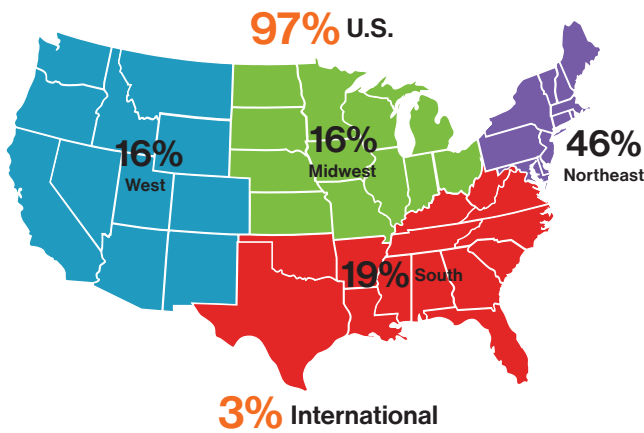 97% U.S.
16%
West
16%
Midwest
46%
Northeast
19% South
3% International